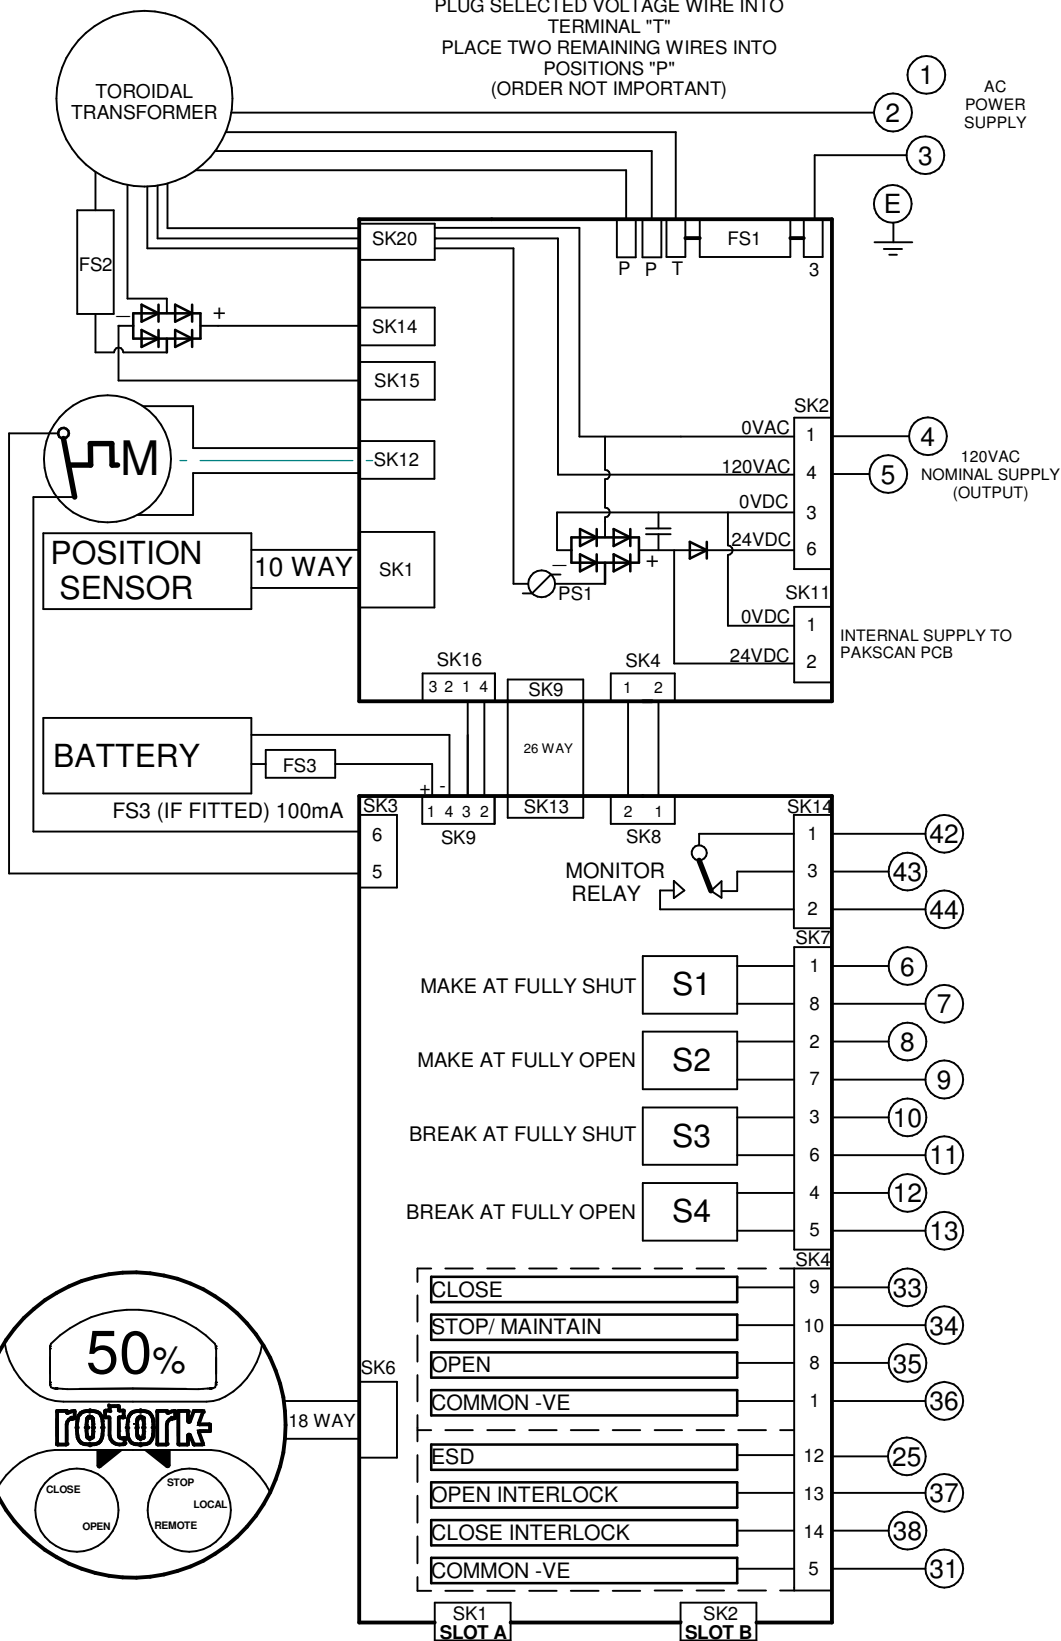 PLUG SELECTED VOLTAGE WIRE INTO
TERMINAL "T"
PLACE TWO REMAINING WIRES INTO
POSITIONS "P"
(ORDER NOT IMPORTANT)
TOROIDAL
TRANSFORMER
1
2
3
E
AC
POWER
SUPPLY
FS2
SK20
P P T
FS1
3
SK14
SK15
- +
SK12
M
POSITION
SENSOR
10 WAY
SK1
SK2
0VAC 1
120VAC 4
0VDC 3
24VDC 6
4
5
120VAC
NOMINAL SUPPLY
(OUTPUT)
- +
PS1
SK11
0VDC 1
24VDC 2
INTERNAL SUPPLY TO
PAKSCAN PCB
SK16
3 2 1 4
SK9
SK4
1 2
26 WAY
BATTERY
FS3
FS3 (IF FITTED) 100mA
+ -
SK3
6
5
1 4 3 2
SK9
SK13
2 1
SK8
SK14
MONITOR
RELAY
1 42
3 43
2 44
SK7
MAKE AT FULLY SHUT S1 1 6
8 7
MAKE AT FULLY OPEN S2 2 8
7 9
BREAK AT FULLY SHUT S3 3 10
6 11
BREAK AT FULLY OPEN S4 4 12
5 13
SK4
CLOSE 9 33
STOP/ MAINTAIN 10 34
OPEN 8 35
COMMON -VE 1 36
ESD 12 25
OPEN INTERLOCK 13 37
CLOSE INTERLOCK 14 38
COMMON -VE 5 31
50%
rotork
CLOSE
OPEN
STOP
LOCAL
REMOTE
18 WAY
SK6
SK1
SLOT A
SK2
SLOT B